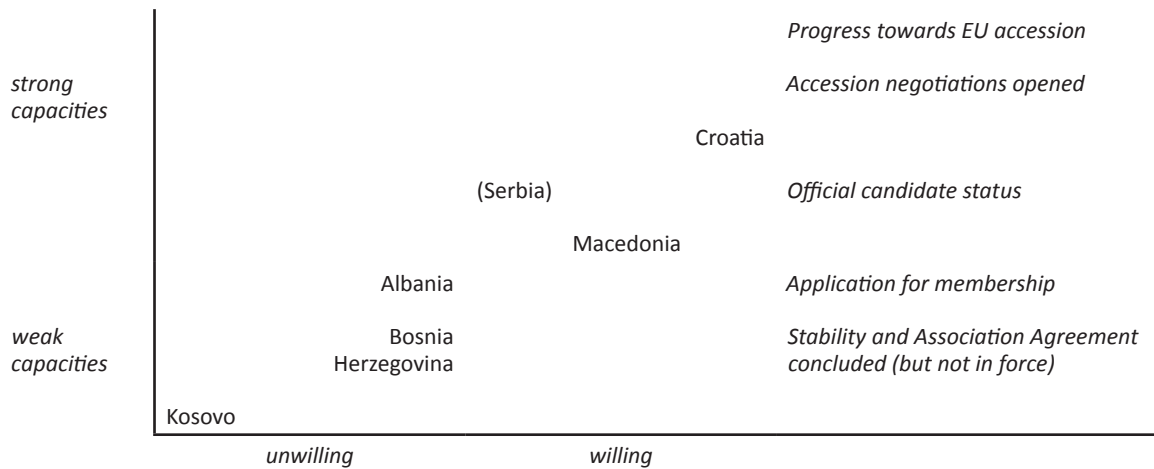 Progress towards EU accession
strong
capacities
Accession negotiations opened
Croatia
(Serbia)
Official candidate status
Macedonia
Albania
Application for membership
weak
capacities
Bosnia
Herzegovina
Stability and Association Agreement
concluded (but not in force)
Kosovo
unwilling
willing